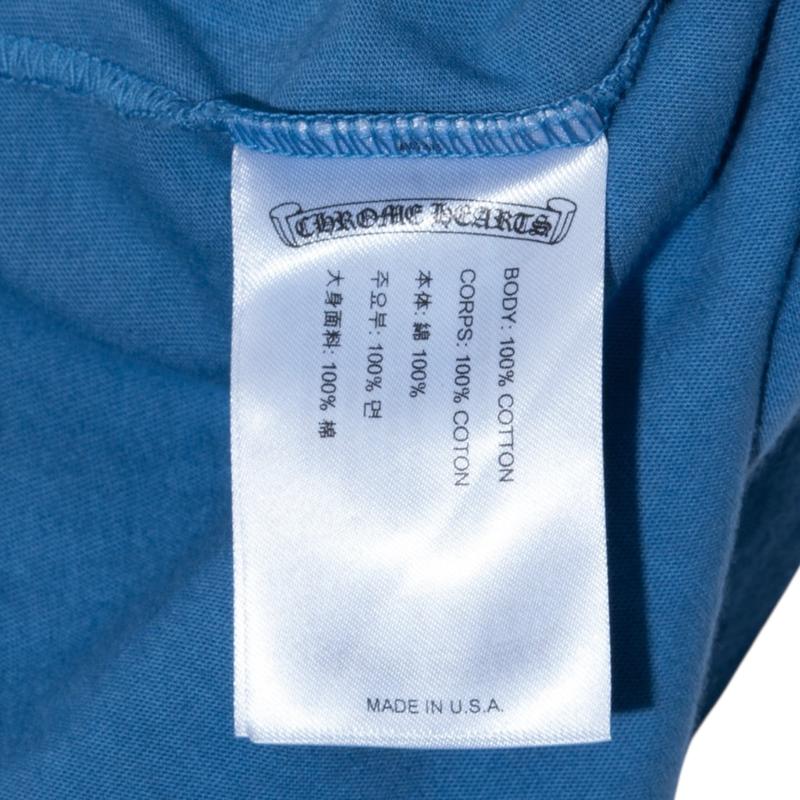 CHROME HEARTS
BODY: 100% COTTON
CORPS: 100% COTON
本体: 綿 100%
주요부: 100% 면
大身面料: 100% 棉
MADE IN U.S.A.